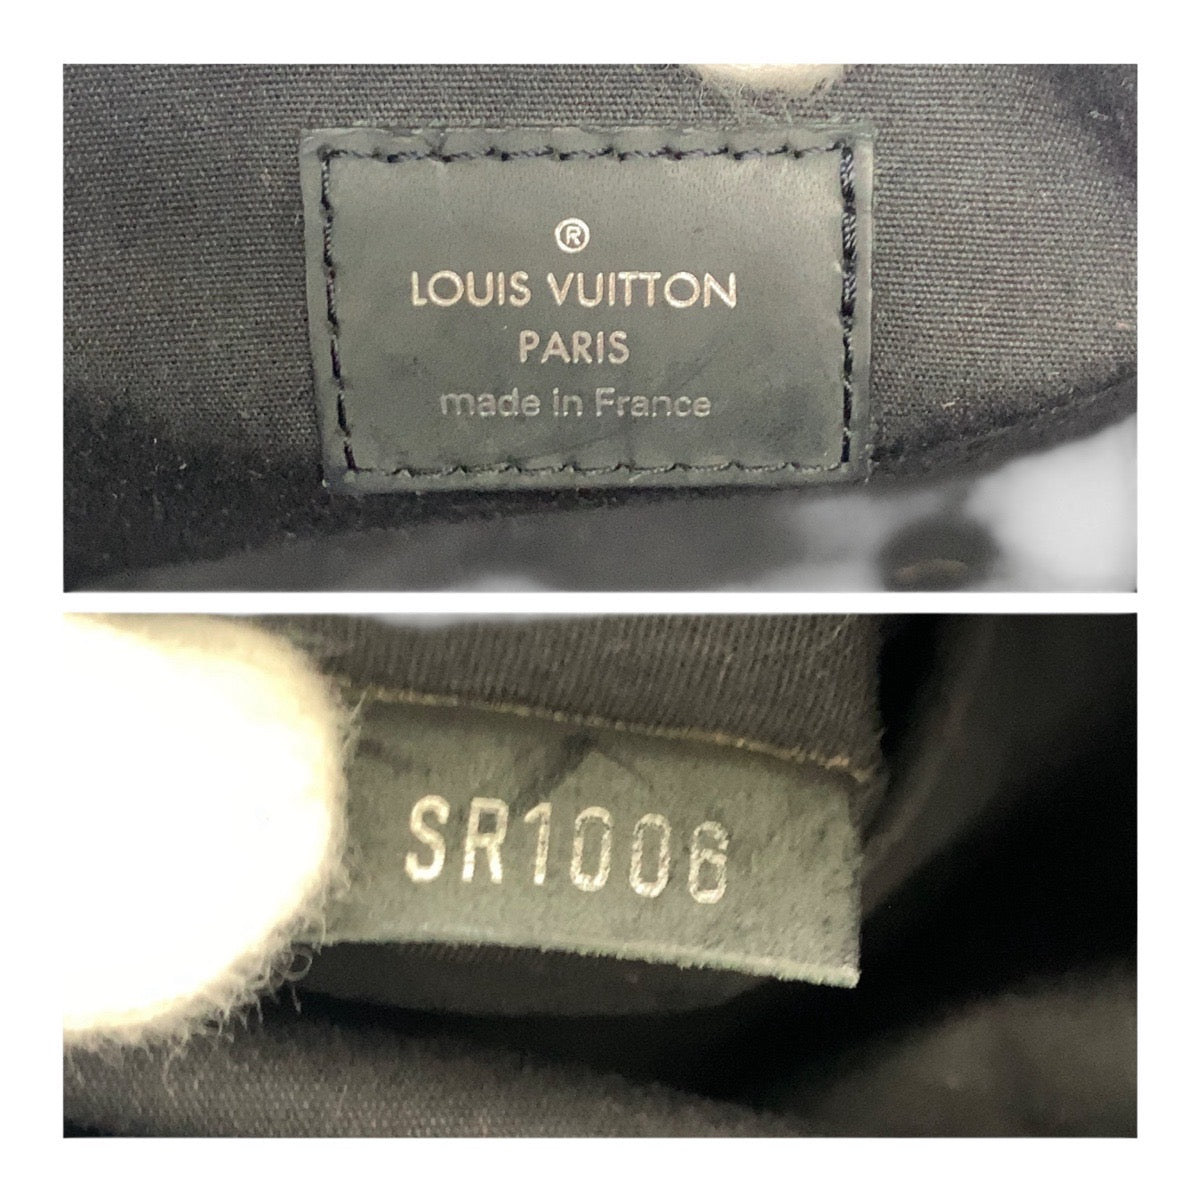 ®
LOUIS VUITTON
PARIS
made in France
SR1006